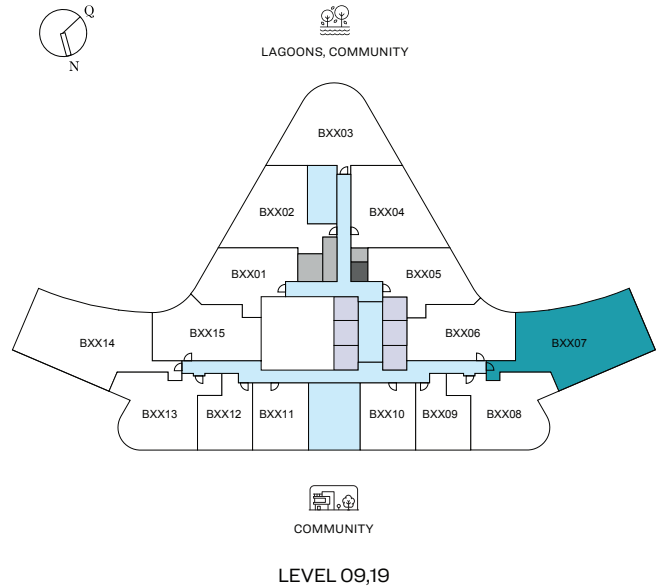 Q
N
LAGOONS, COMMUNITY
BXX03
BXX02
BXX04
BXX01
BXX05
BXX15
BXX06
BXX14
BXX07
BXX13
BXX12
BXX11
BXX10
BXX09
BXX08
COMMUNITY
LEVEL 09,19